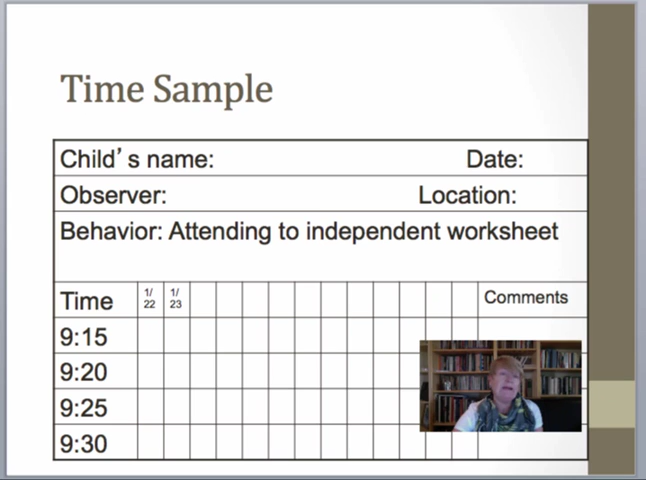 Time Sample
Child's name: Date:
Observer: Location:
Behavior: Attending to independent worksheet
Time 1/22 1/23 Comments
9:15
9:20
9:25
9:30